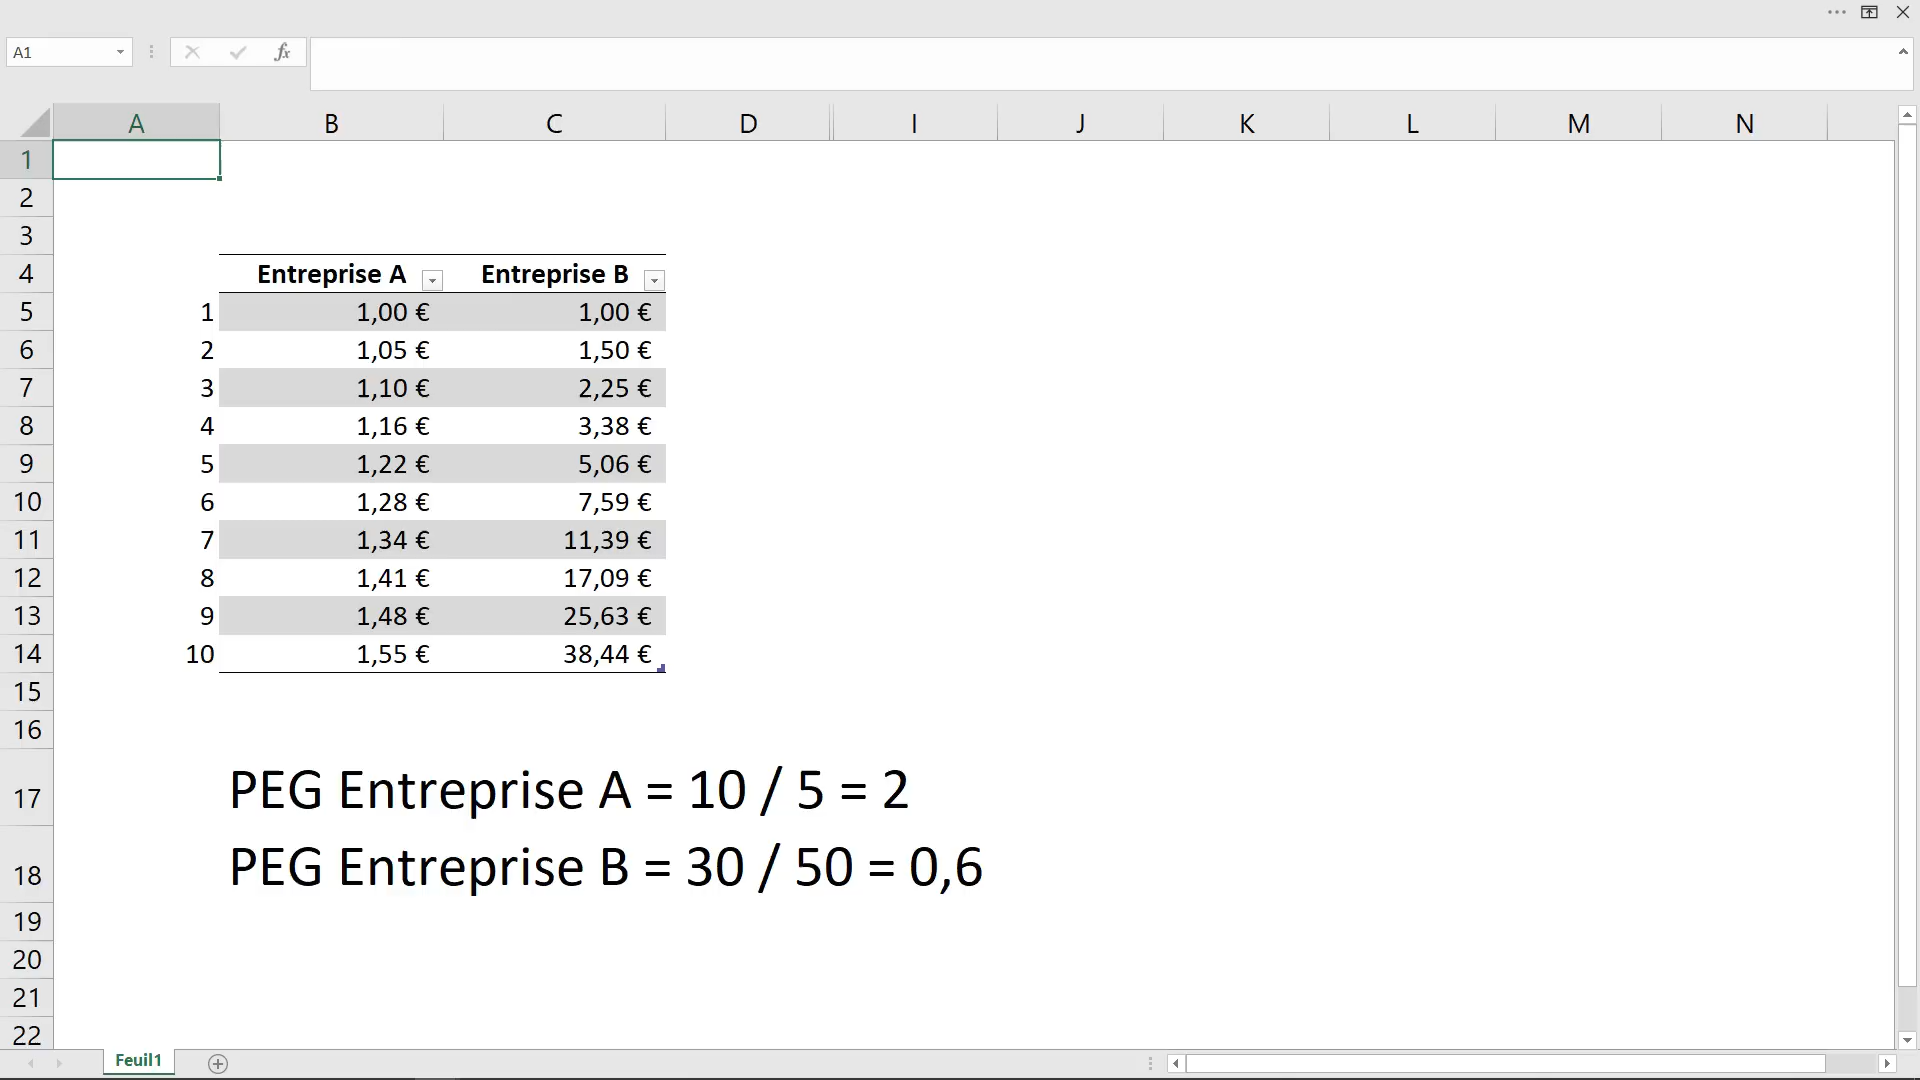 A1
fx
A B C D I J K L M N
1
2
3
4 Entreprise A Entreprise B
5 1 1,00 € 1,00 €
6 2 1,05 € 1,50 €
7 3 1,10 € 2,25 €
8 4 1,16 € 3,38 €
9 5 1,22 € 5,06 €
10 6 1,28 € 7,59 €
11 7 1,34 € 11,39 €
12 8 1,41 € 17,09 €
13 9 1,48 € 25,63 €
14 10 1,55 € 38,44 €
15
16
17 PEG Entreprise A = 10 / 5 = 2
18 PEG Entreprise B = 30 / 50 = 0,6
19
20
21
22
Feuil1